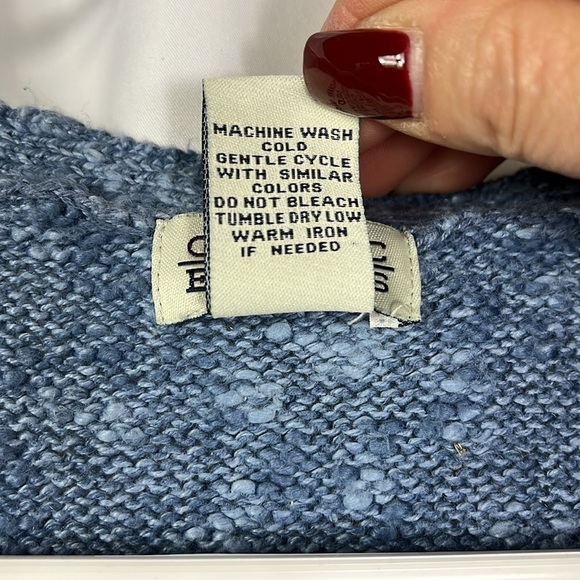 MACHINE WASH
COLD
GENTLE CYCLE
WITH SIMILAR
COLORS
DO NOT BLEACH
TUMBLE DRY LOW
WARM IRON
IF NEEDED